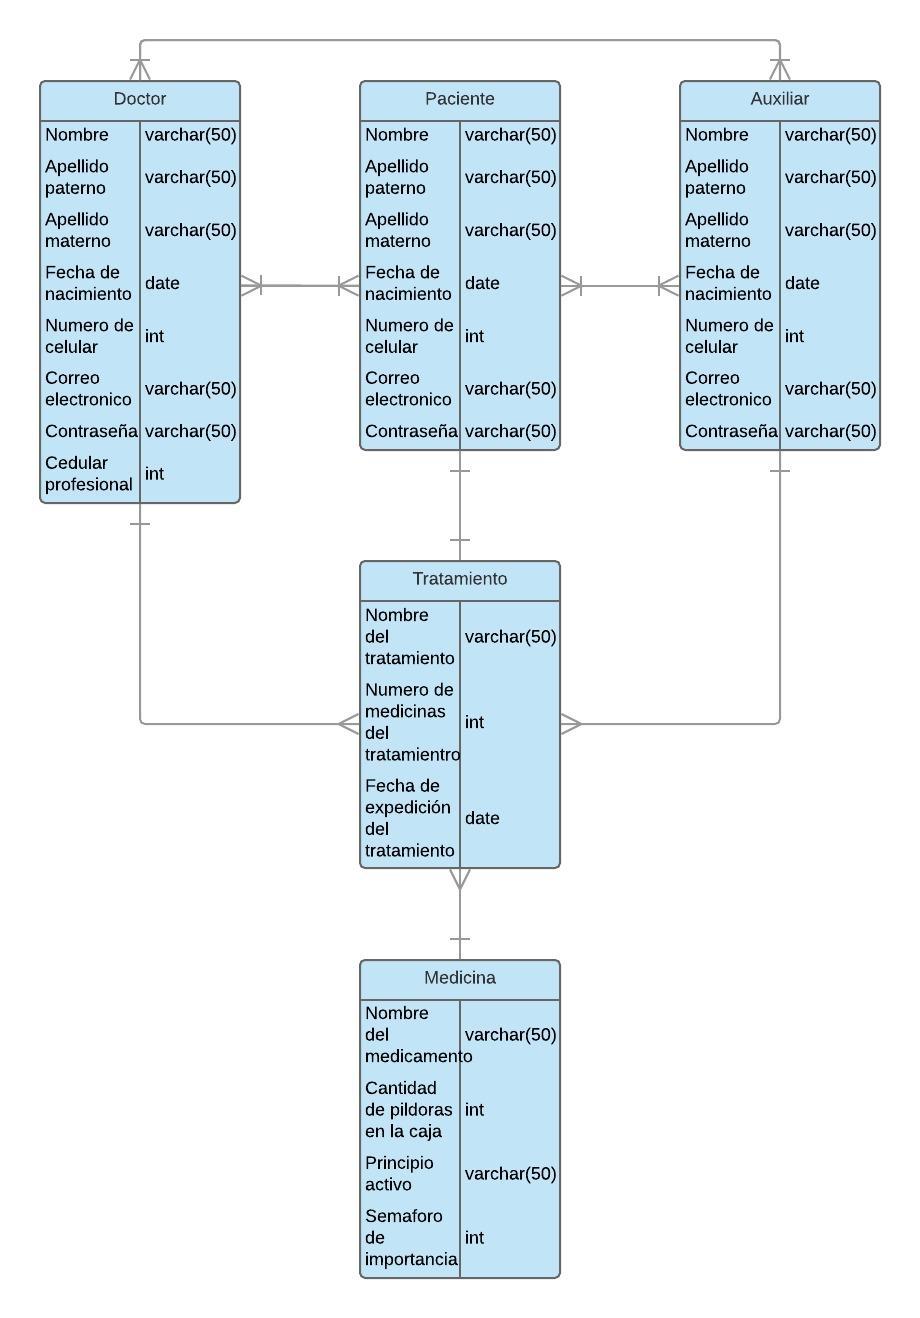 Doctor
Nombre
varchar(50)
Apellido
paterno
varchar(50)
Apellido
materno
varchar(50)
Fecha de
nacimiento
date
Numero de
celular
int
Correo
electronico
varchar(50)
Contraseña
varchar(50)
Cedular
profesional
int
Paciente
Nombre
varchar(50)
Apellido
paterno
varchar(50)
Apellido
materno
varchar(50)
Fecha de
nacimiento
date
Numero de
celular
int
Correo
electronico
varchar(50)
Contraseña
varchar(50)
Auxiliar
Nombre
varchar(50)
Apellido
paterno
varchar(50)
Apellido
materno
varchar(50)
Fecha de
nacimiento
date
Numero de
celular
int
Correo
electronico
varchar(50)
Contraseña
varchar(50)
Tratamiento
Nombre
del
tratamiento
varchar(50)
Numero de
medicinas
del
tratamientro
int
Fecha de
expedición
del
tratamiento
date
Medicina
Nombre
del
medicamento
varchar(50)
Cantidad
de pildoras
en la caja
int
Principio
activo
varchar(50)
Semaforo
de
importancia
int